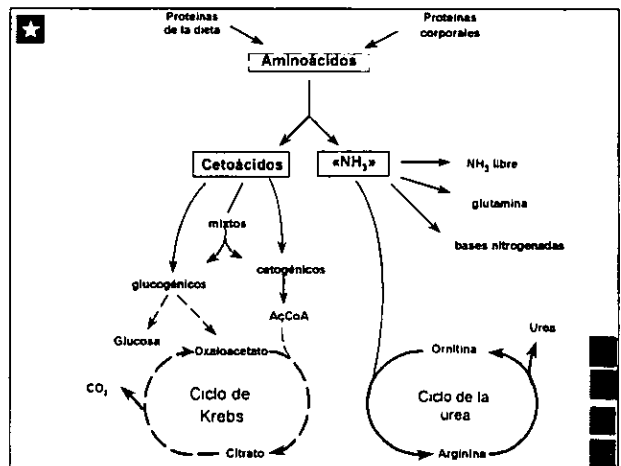 Proteínas
de la dieta
Proteínas
corporales
Aminoácidos
Cetoácidos
«NH₃»
NH₃ libre
glutamina
bases nitrogenadas
mixtos
glucogénicos
cetogénicos
AcCoA
Glucosa
Oxaloacetato
CO₂
Ciclo de
Krebs
Citrato
Urea
Ornitina
Ciclo de la
urea
Arginina